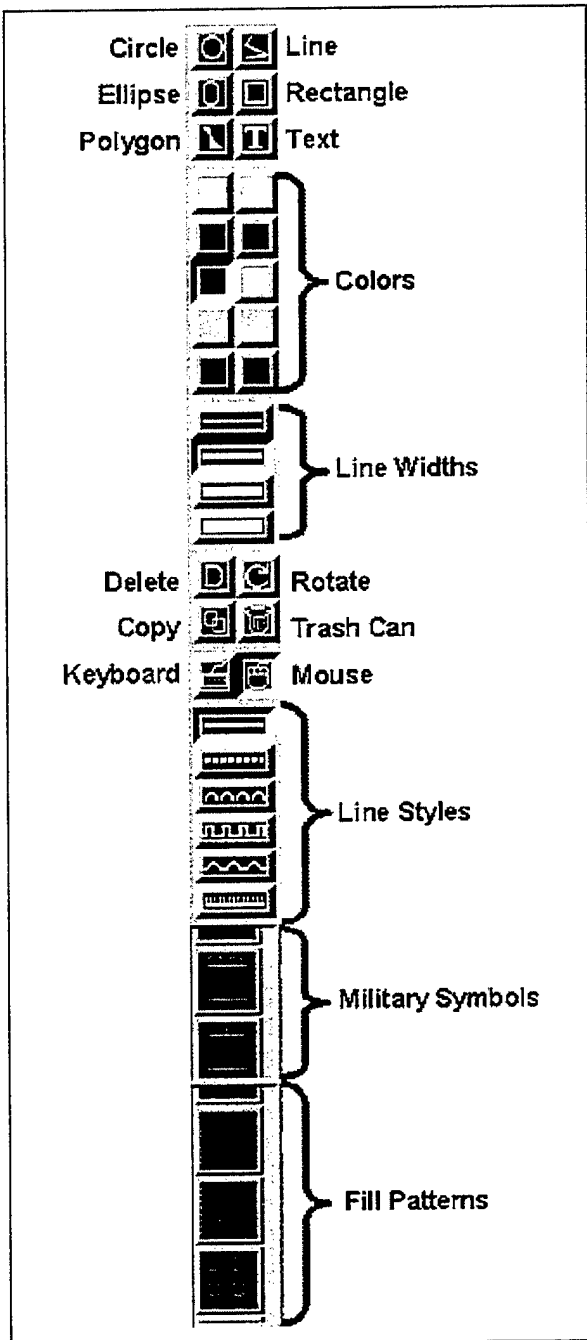 Circle Line
Ellipse Rectangle
Polygon T Text
Colors
Line Widths
Delete D Rotate
Copy Trash Can
Keyboard Mouse
Line Styles
Military Symbols
Fill Patterns